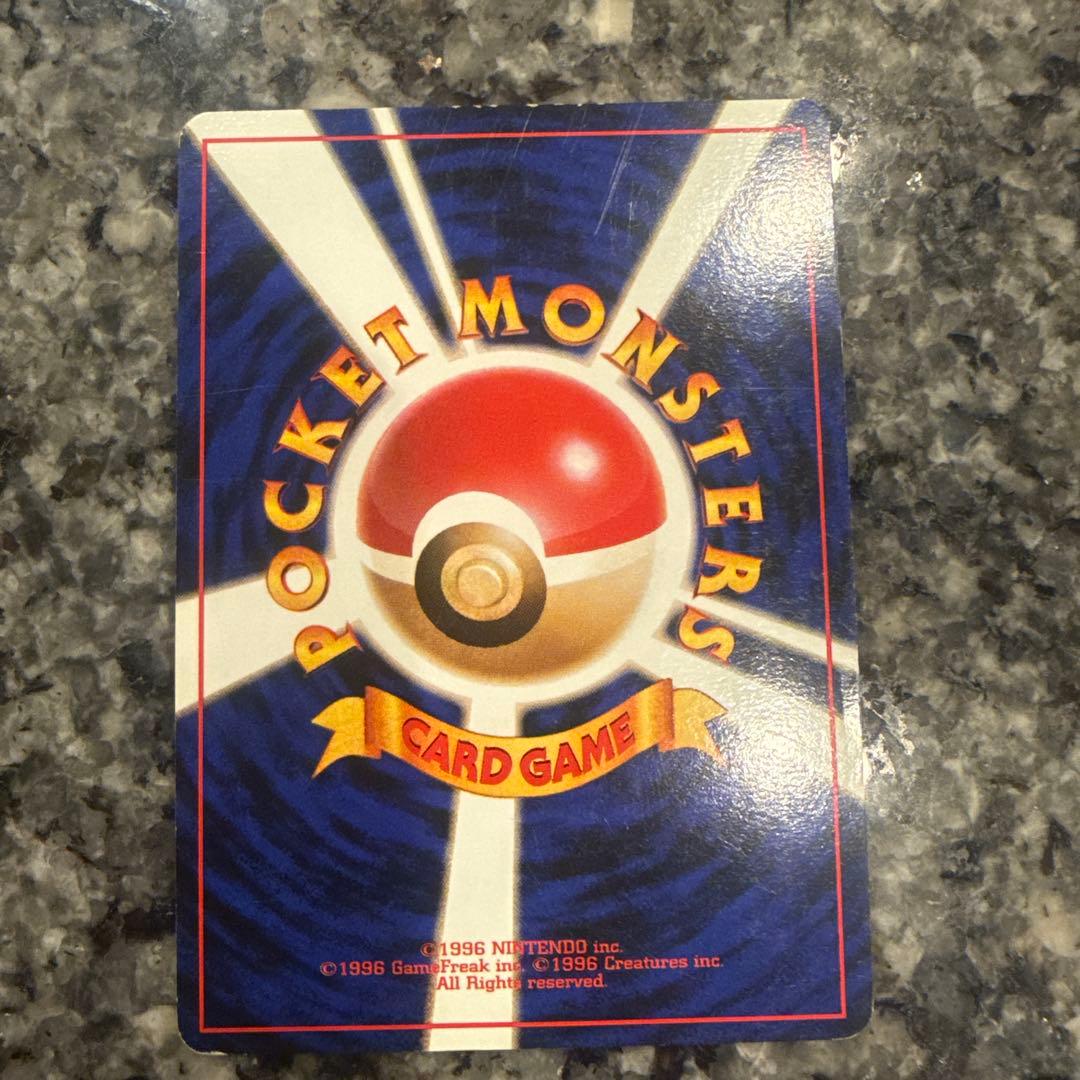 POCKET MONSTERS
CARD GAME
©1996 NINTENDO inc.
©1996 GameFreak inc. ©1996 Creatures inc.
All Rights reserved.